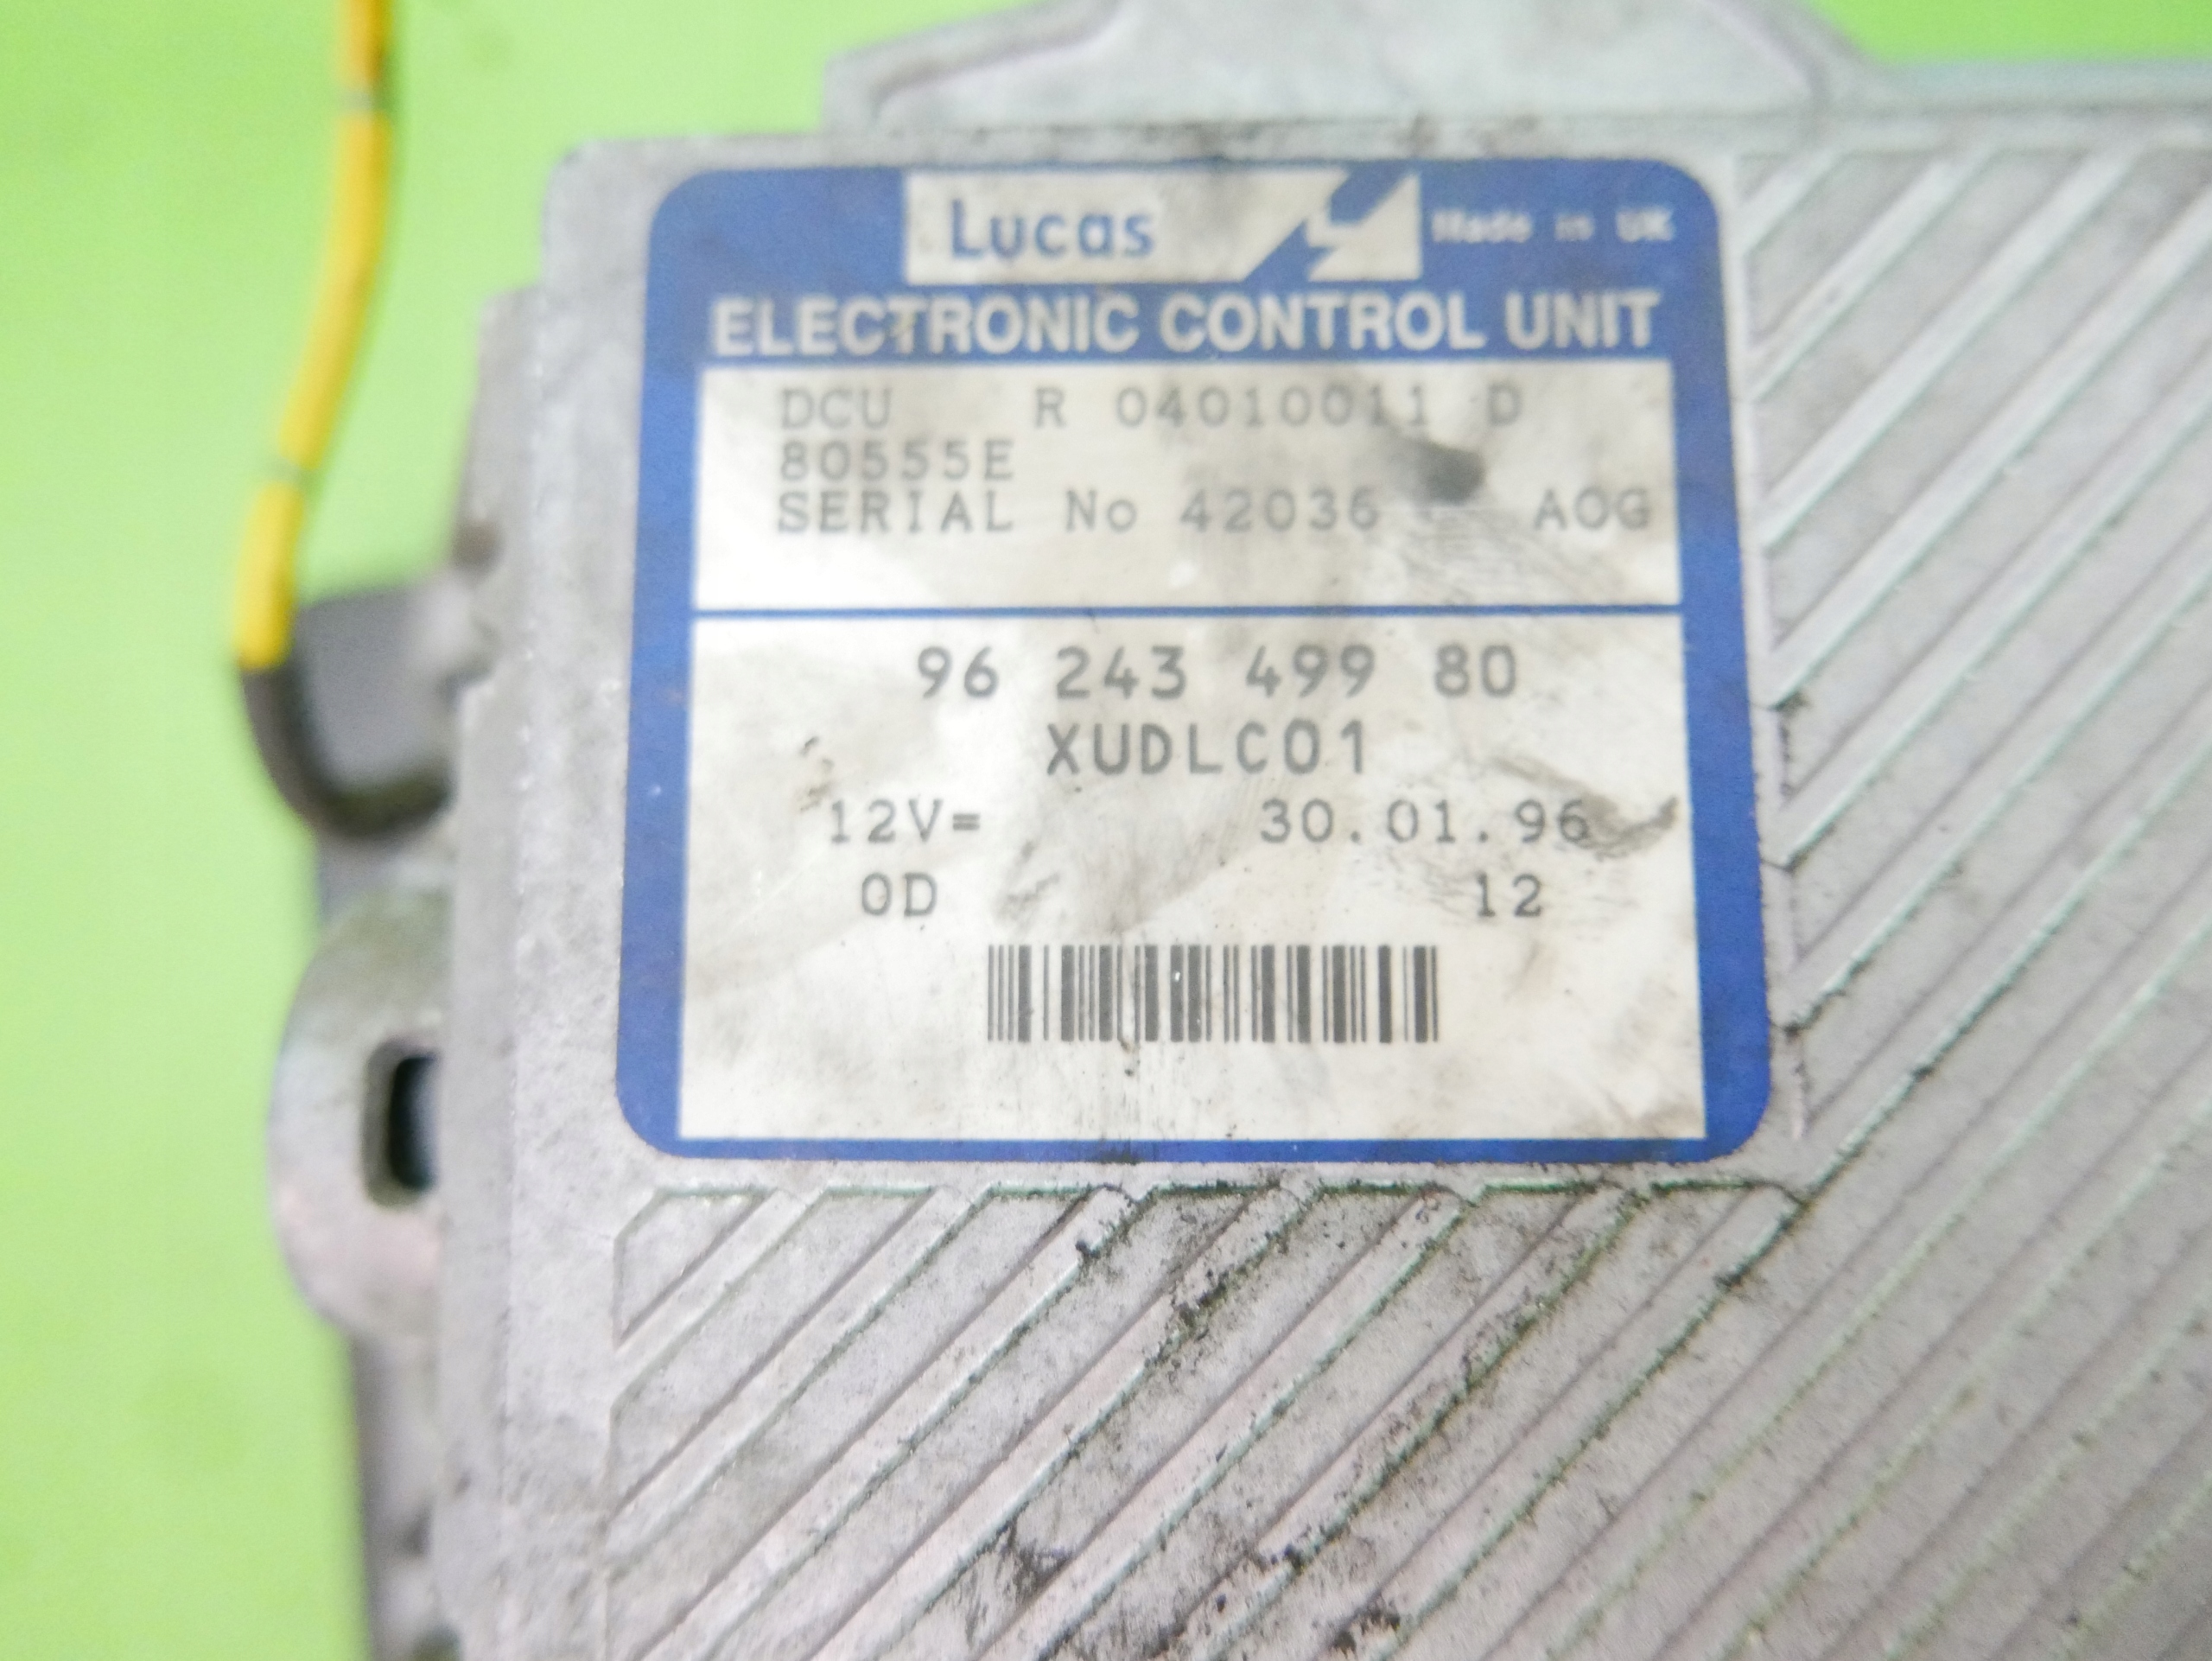 Lucas Made in UK
ELECTRONIC CONTROL UNIT
DCU R 04010011 D
80555E
SERIAL No 42036 AOG
96 243 499 80
XUDLC01
12V= 30.01.96
0D 12